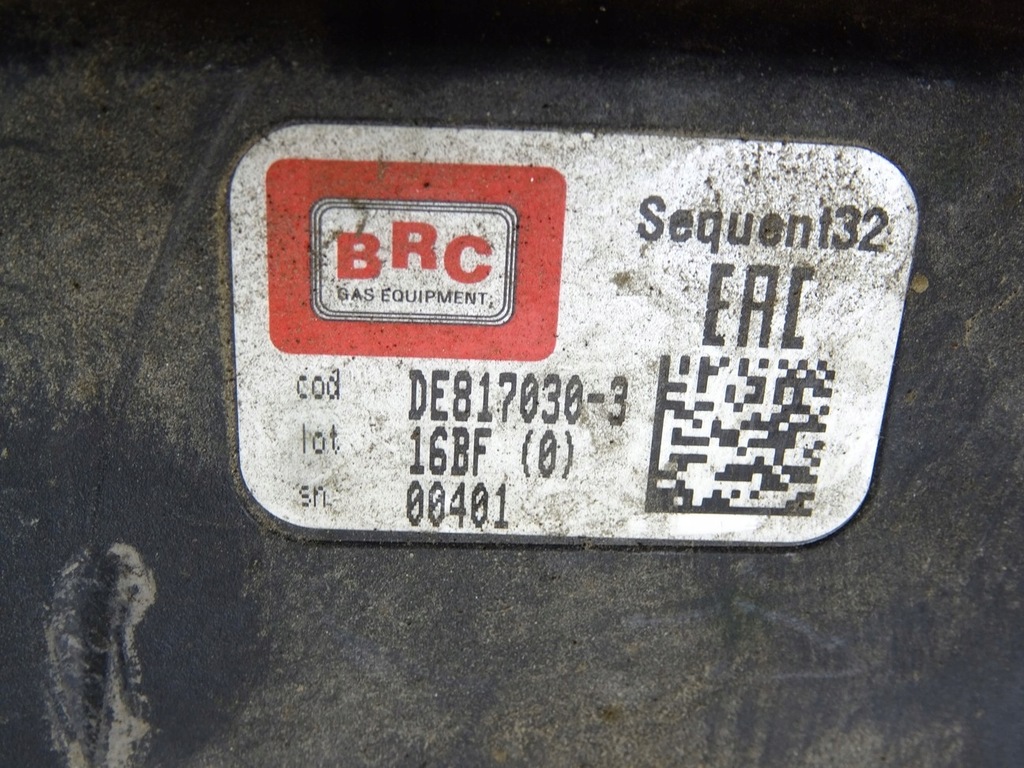 BRC
GAS EQUIPMENT
Sequent32
EAC
cod DE817030-3
lot 16BF (0)
sn. 00401